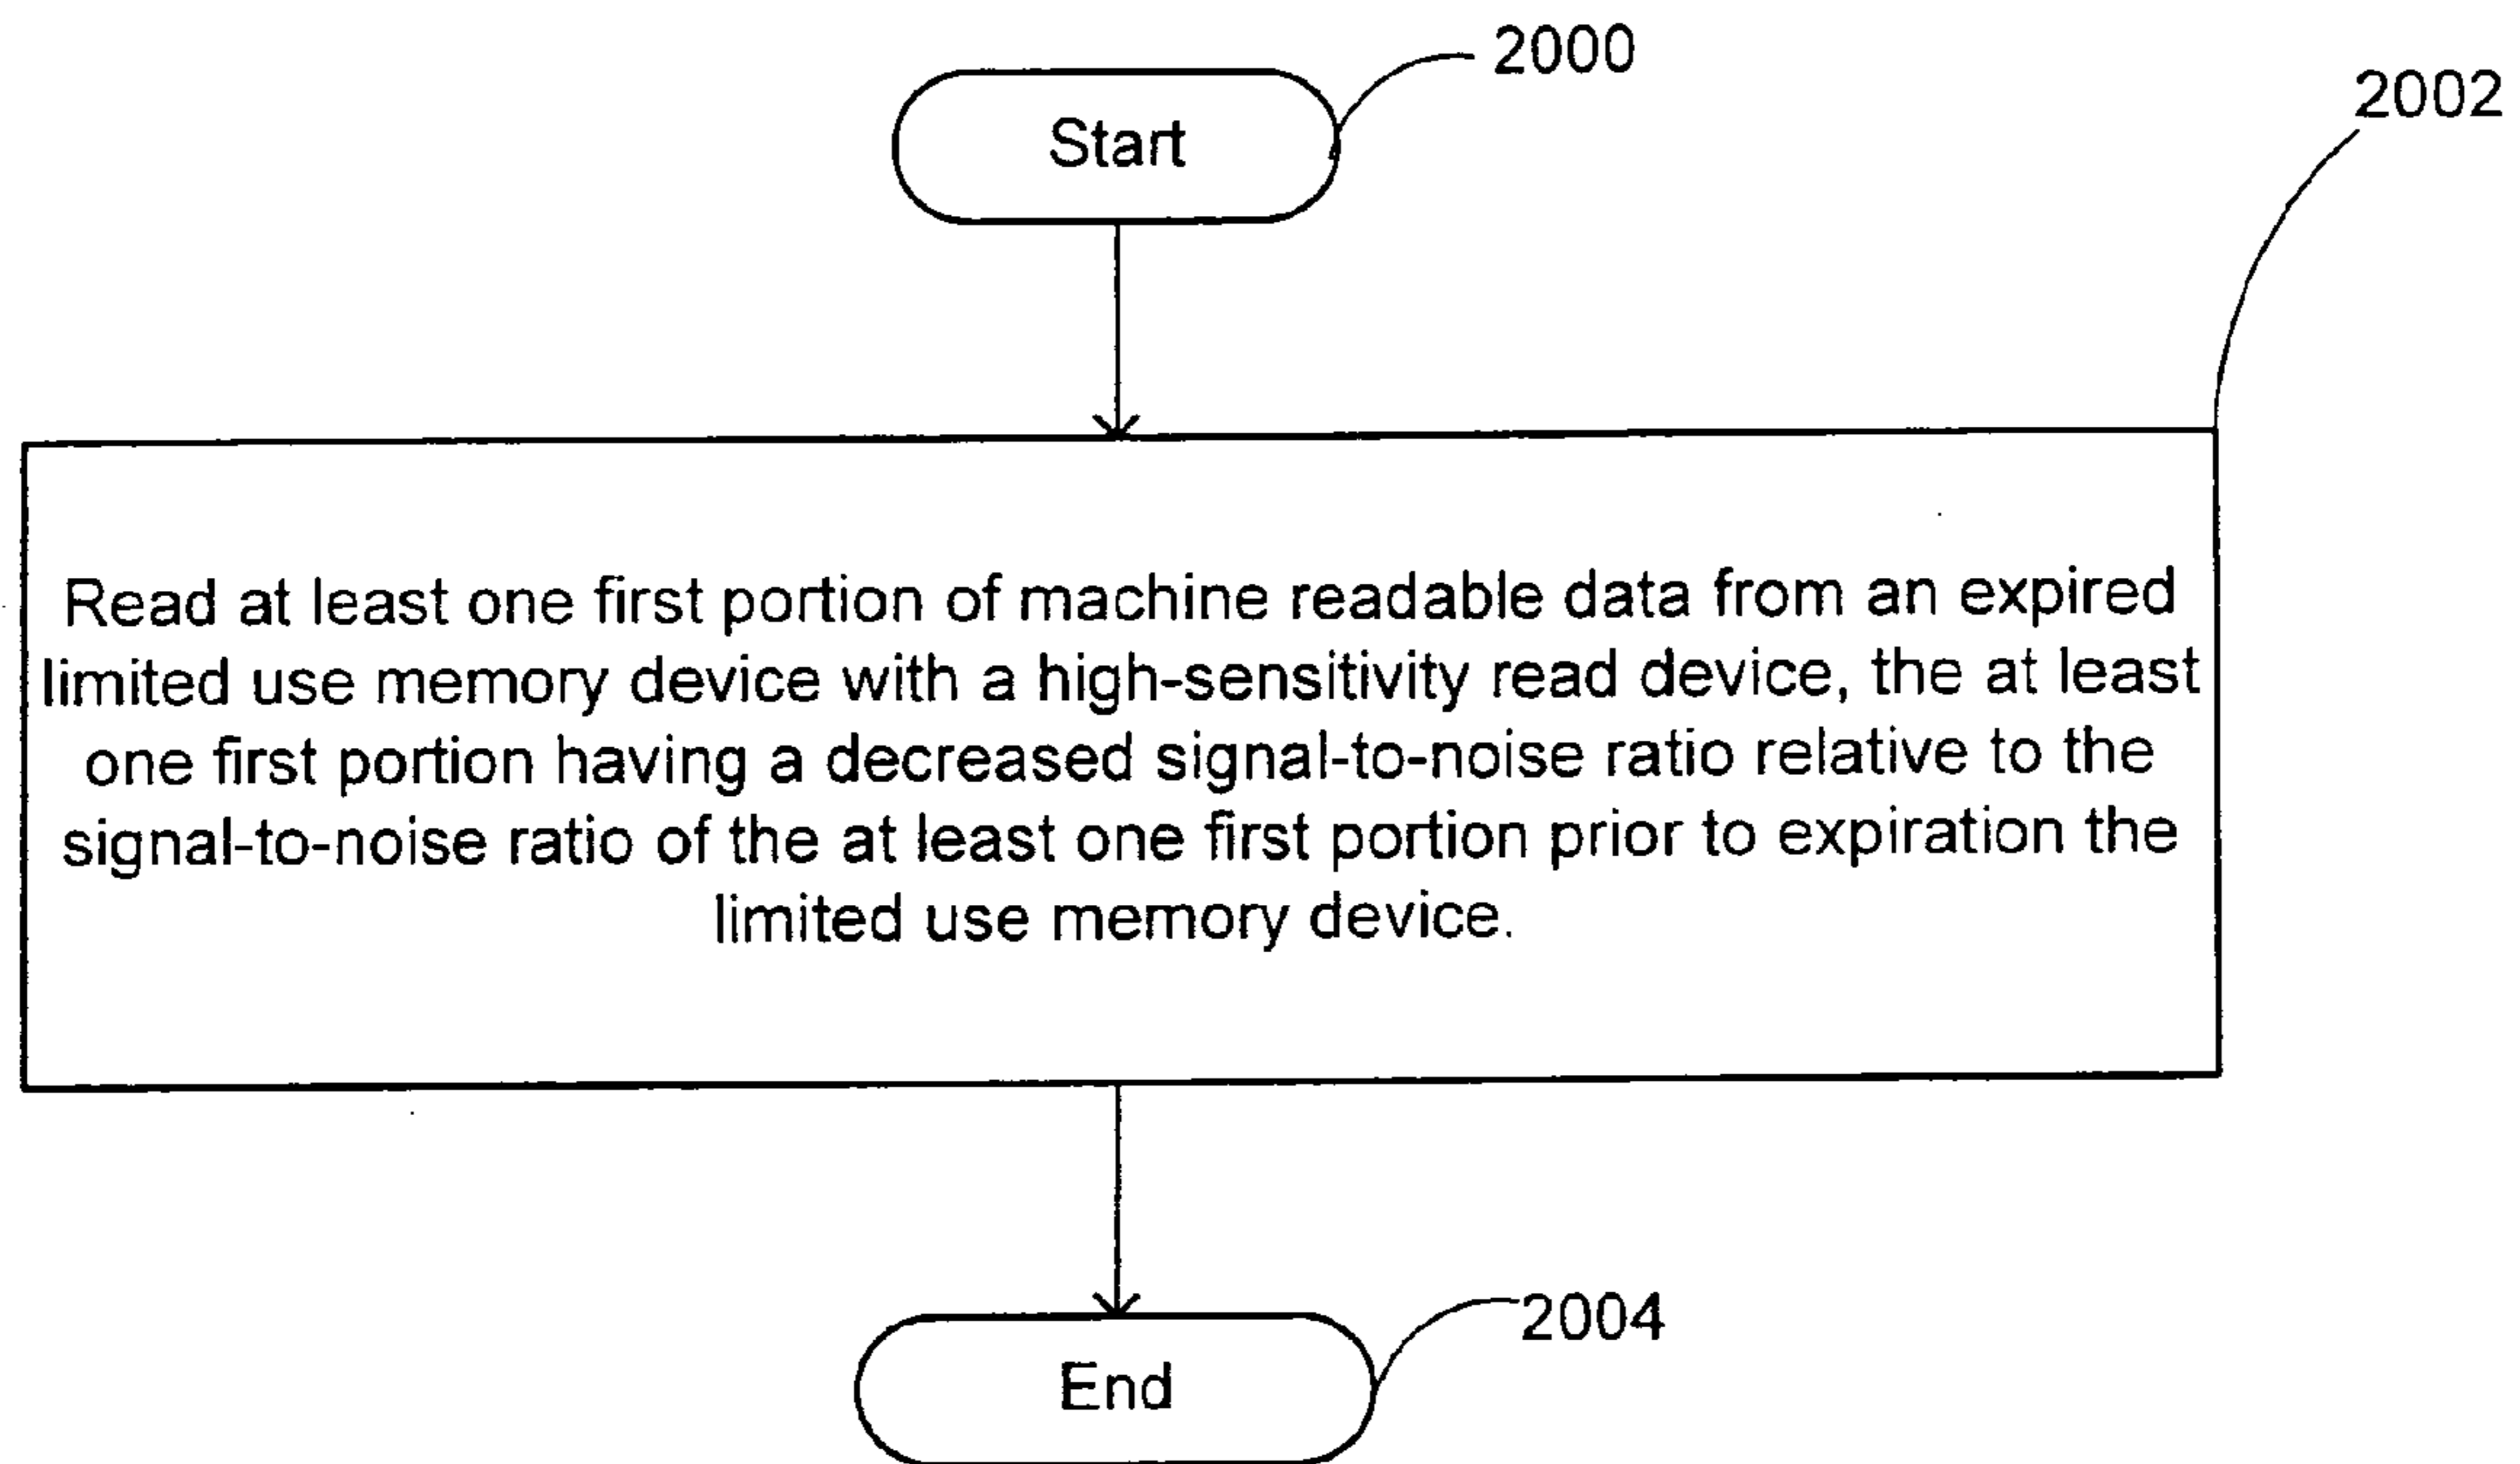 2000
Start
2002
Read at least one first portion of machine readable data from an expired
limited use memory device with a high-sensitivity read device, the at least
one first portion having a decreased signal-to-noise ratio relative to the
signal-to-noise ratio of the at least one first portion prior to expiration the
limited use memory device.
2004
End